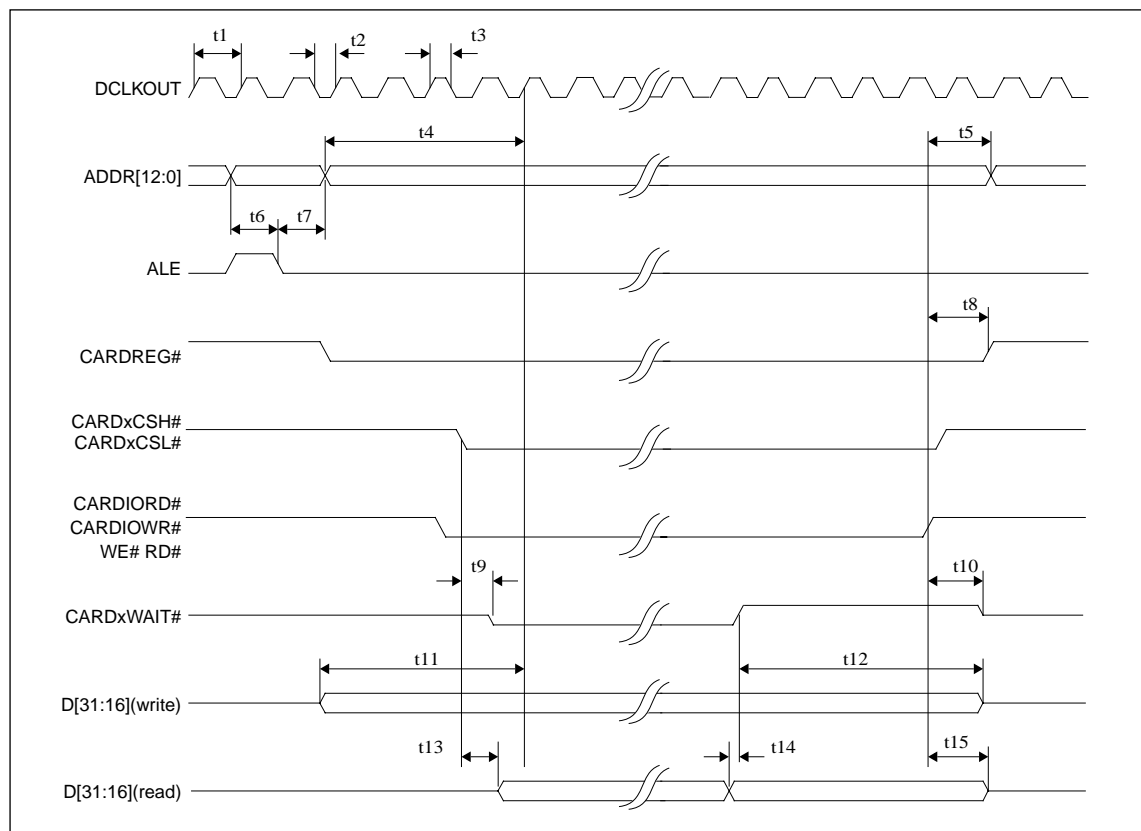 t1
t2
t3
DCLKOUT
t4
t5
ADDR[12:0]
t6
t7
ALE
t8
CARDREG#
CARDxCSH#
CARDxCSL#
CARDIORD#
CARDIOWR#
WE# RD#
t9
t10
CARDxWAIT#
t11
t12
D[31:16](write)
t13
t14
t15
D[31:16](read)